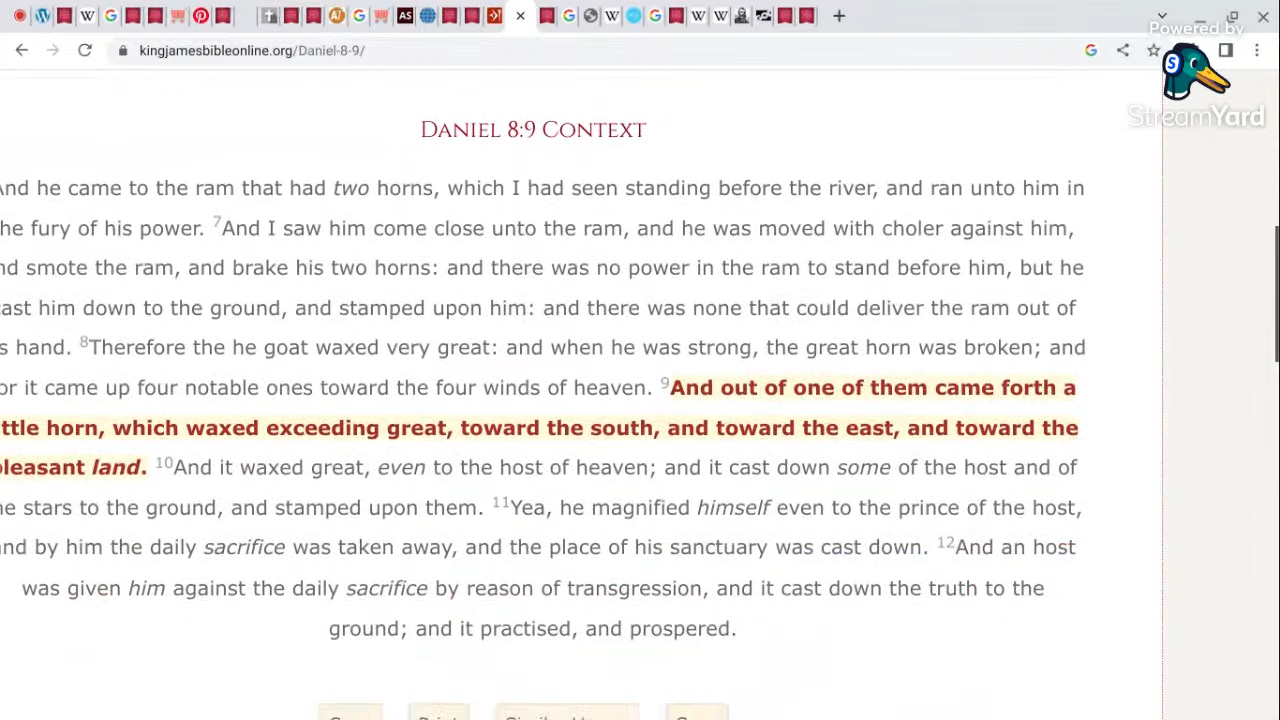 kingjamesbibleonline.org/Daniel-8-9/
Powered by
StreamYard
DANIEL 8:9 CONTEXT
And he came to the ram that had two horns, which I had seen standing before the river, and ran unto him in
he fury of his power. 7And I saw him come close unto the ram, and he was moved with choler against him,
nd smote the ram, and brake his two horns: and there was no power in the ram to stand before him, but he
ast him down to the ground, and stamped upon him: and there was none that could deliver the ram out of
s hand. 8Therefore the he goat waxed very great: and when he was strong, the great horn was broken; and
or it came up four notable ones toward the four winds of heaven. 9And out of one of them came forth a
ttle horn, which waxed exceeding great, toward the south, and toward the east, and toward the
pleasant land. 10And it waxed great, even to the host of heaven; and it cast down some of the host and of
he stars to the ground, and stamped upon them. 11Yea, he magnified himself even to the prince of the host,
and by him the daily sacrifice was taken away, and the place of his sanctuary was cast down. 12And an host
was given him against the daily sacrifice by reason of transgression, and it cast down the truth to the
ground; and it practised, and prospered.